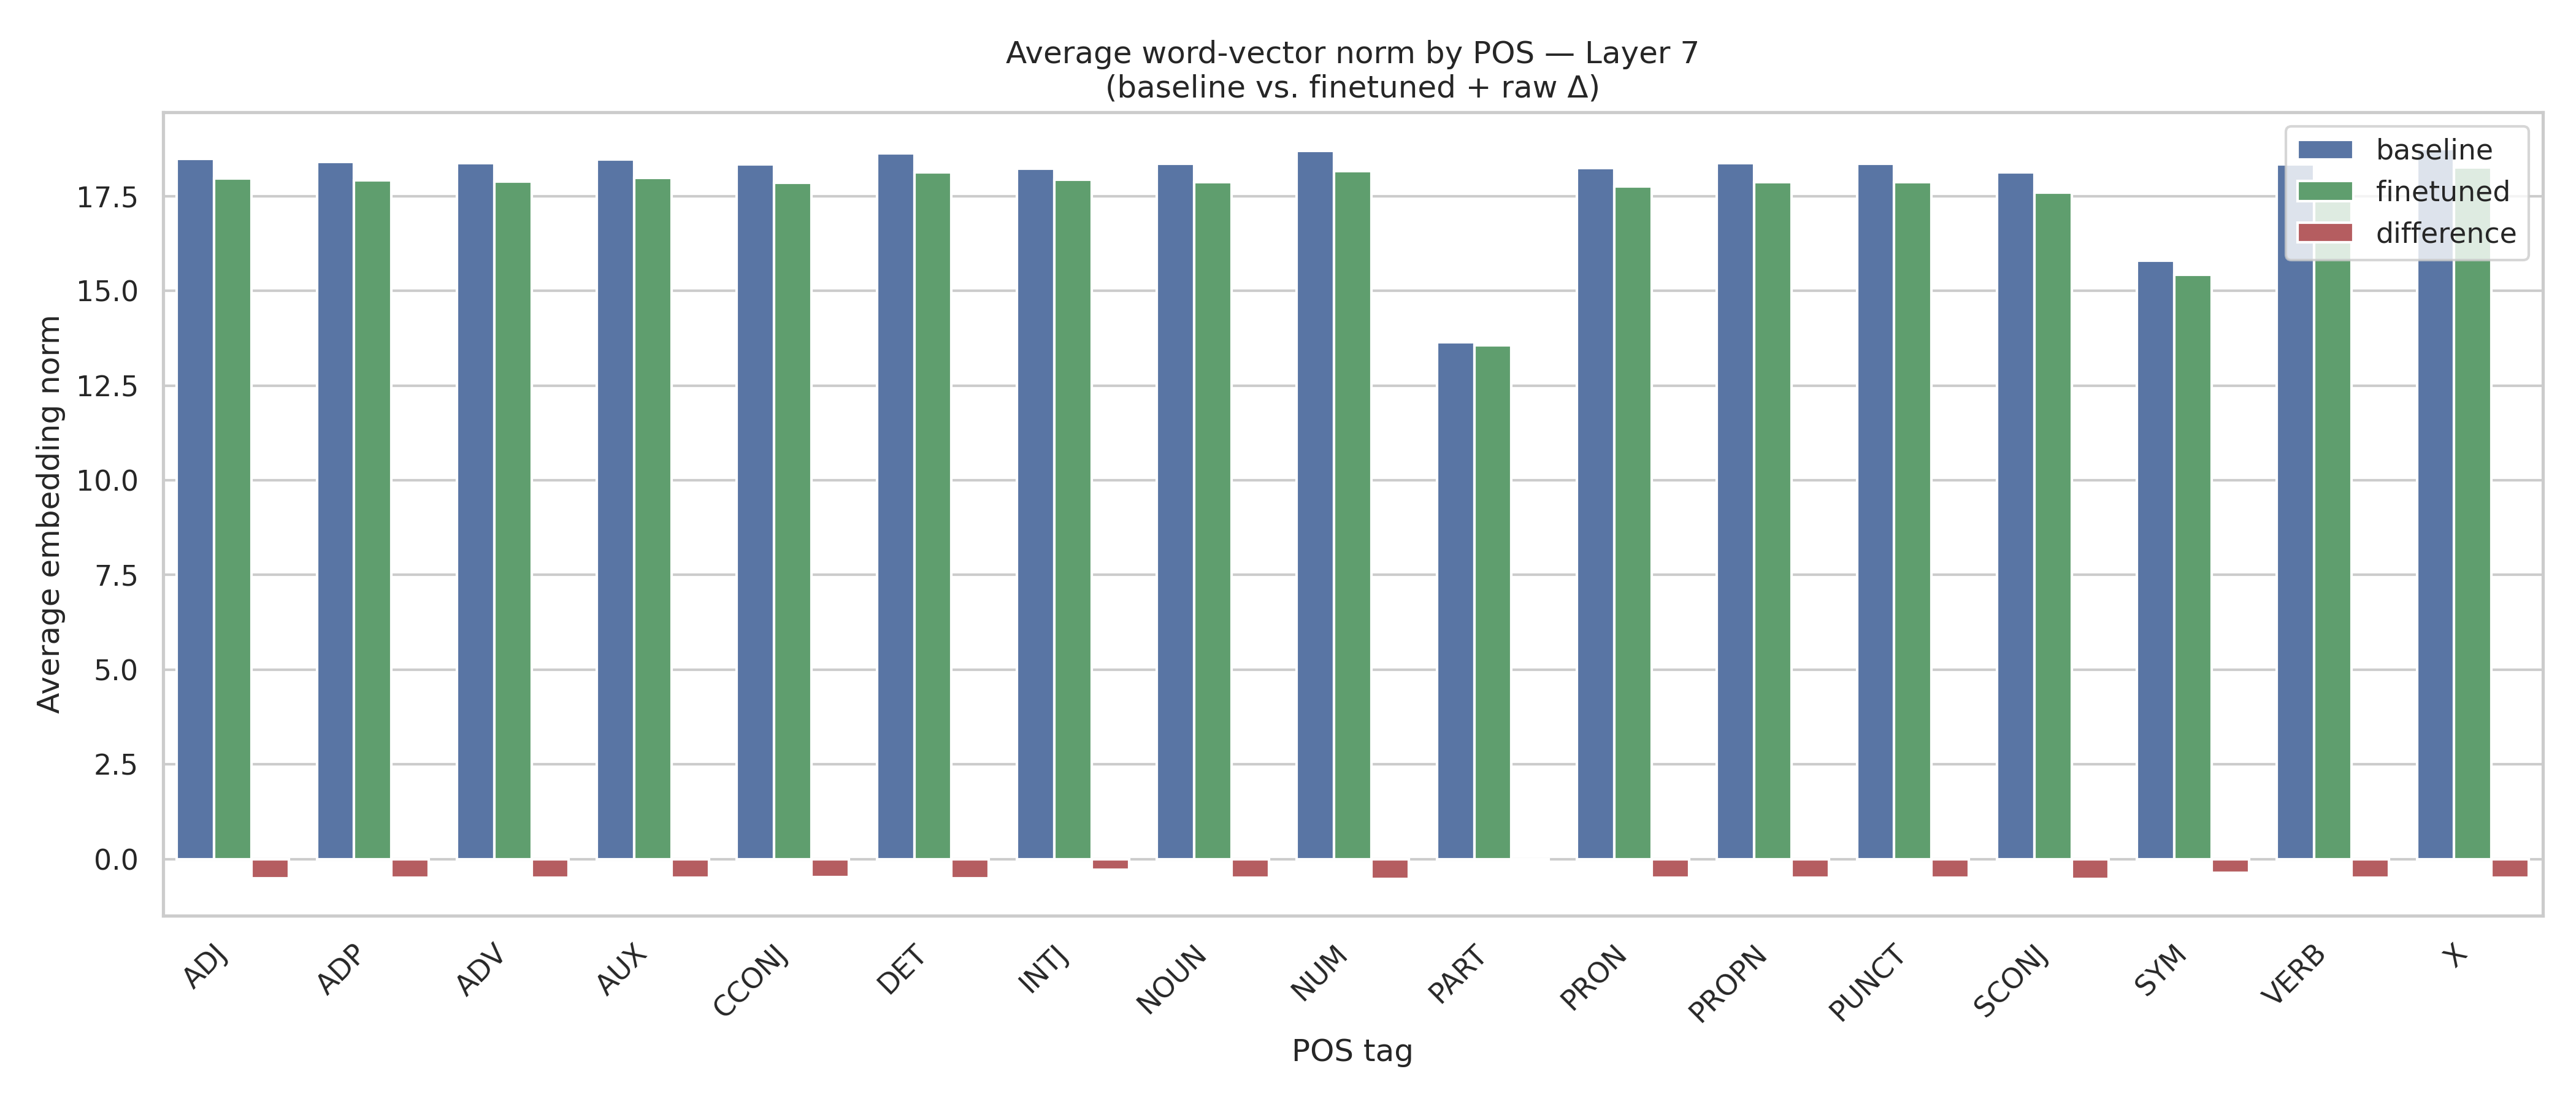 Average word-vector norm by POS — Layer 7
(baseline vs. finetuned + raw Δ)
baseline
finetuned
difference
Average embedding norm
17.5
15.0
12.5
10.0
7.5
5.0
2.5
0.0
ADJ
ADP
ADV
AUX
CCONJ
DET
INTJ
NOUN
NUM
PART
PRON
PROPN
PUNCT
SCONJ
SYM
VERB
X
POS tag